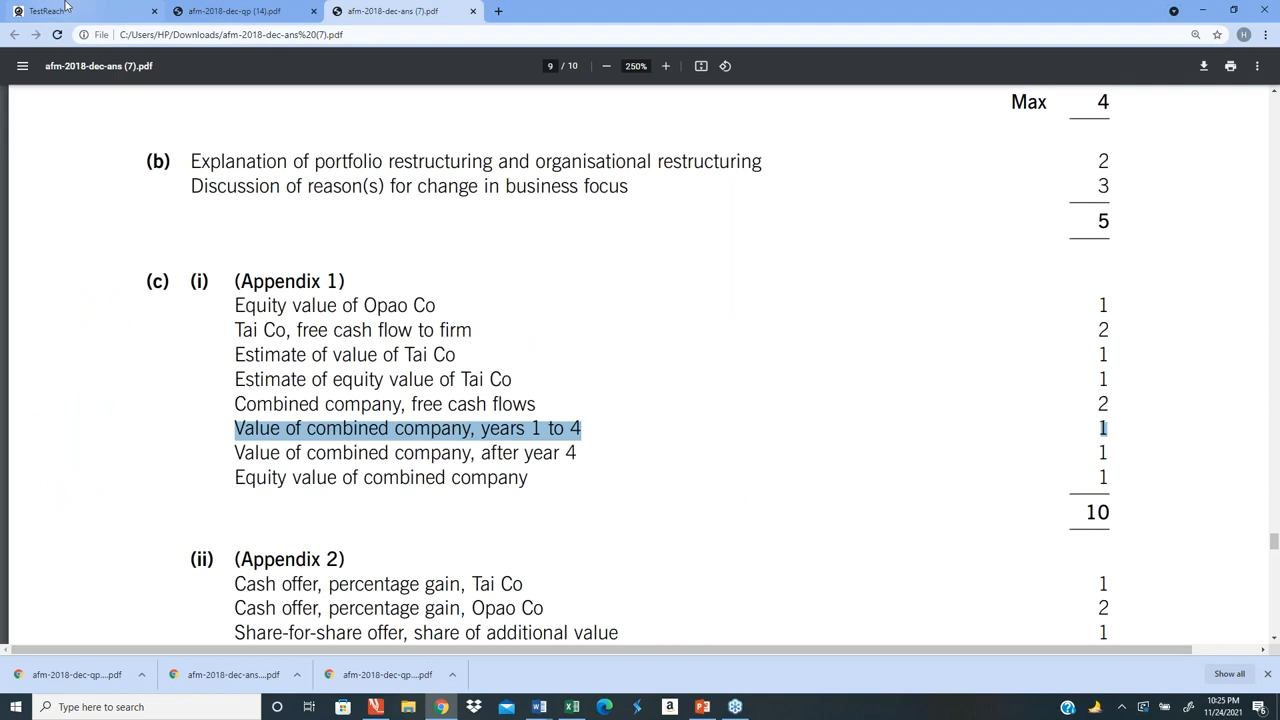 TestReach
afm-2018-dec-qp (14).pdf
afm-2018-dec-ans (7).pdf
File C:/Users/HP/Downloads/afm-2018-dec-ans%20(7).pdf
H
afm-2018-dec-ans (7).pdf
9 / 10
250%
Max 4
(b) Explanation of portfolio restructuring and organisational restructuring 2
Discussion of reason(s) for change in business focus 3
5
(c) (i) (Appendix 1)
Equity value of Opao Co 1
Tai Co, free cash flow to firm 2
Estimate of value of Tai Co 1
Estimate of equity value of Tai Co 1
Combined company, free cash flows 2
Value of combined company, years 1 to 4 1
Value of combined company, after year 4 1
Equity value of combined company 1
10
(ii) (Appendix 2)
Cash offer, percentage gain, Tai Co 1
Cash offer, percentage gain, Opao Co 2
Share-for-share offer, share of additional value 1
afm-2018-dec-qp....pdf
afm-2018-dec-ans....pdf
afm-2018-dec-qp....pdf
Show all
Type here to search
10:25 PM
11/24/2021